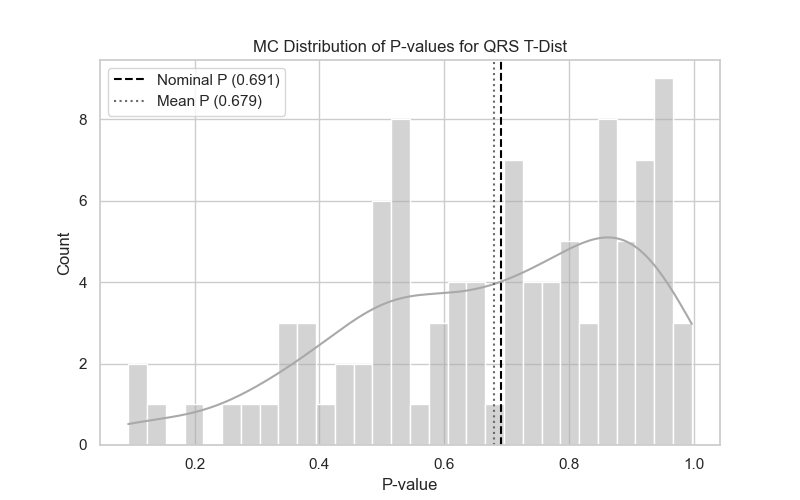 MC Distribution of P-values for QRS T-Dist
Nominal P (0.691)
Mean P (0.679)
8
6
4
2
0
Count
0.2 0.4 0.6 0.8 1.0
P-value